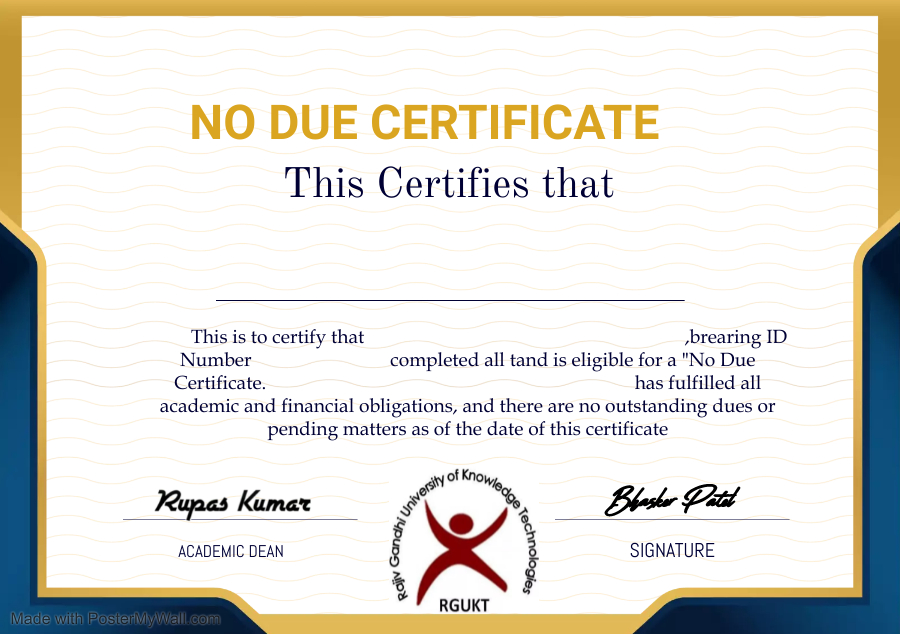 NO DUE CERTIFICATE
This Certifies that
This is to certify that ,brearing ID
Number completed all tand is eligible for a "No Due
Certificate. has fulfilled all
academic and financial obligations, and there are no outstanding dues or
pending matters as of the date of this certificate
Rupas Kumar
Bhasker Patel
ACADEMIC DEAN
SIGNATURE
Rajiv Gandhi University of Knowledge Technologies
RGUKT
Made with PosterMyWall.com